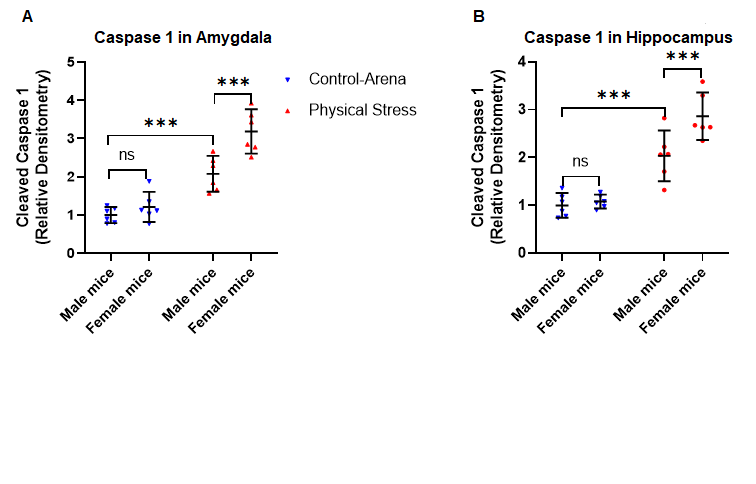 A
Caspase 1 in Amygdala
Cleaved Caspase 1
(Relative Densitometry)
5
4
3
2
1
0
ns
***
***
Male mice
Female mice
Male mice
Female mice
Control-Arena
Physical Stress
B
Caspase 1 in Hippocampus
Cleaved Caspase 1
(Relative Densitometry)
4
3
2
1
0
ns
***
***
Male mice
Female mice
Male mice
Female mice